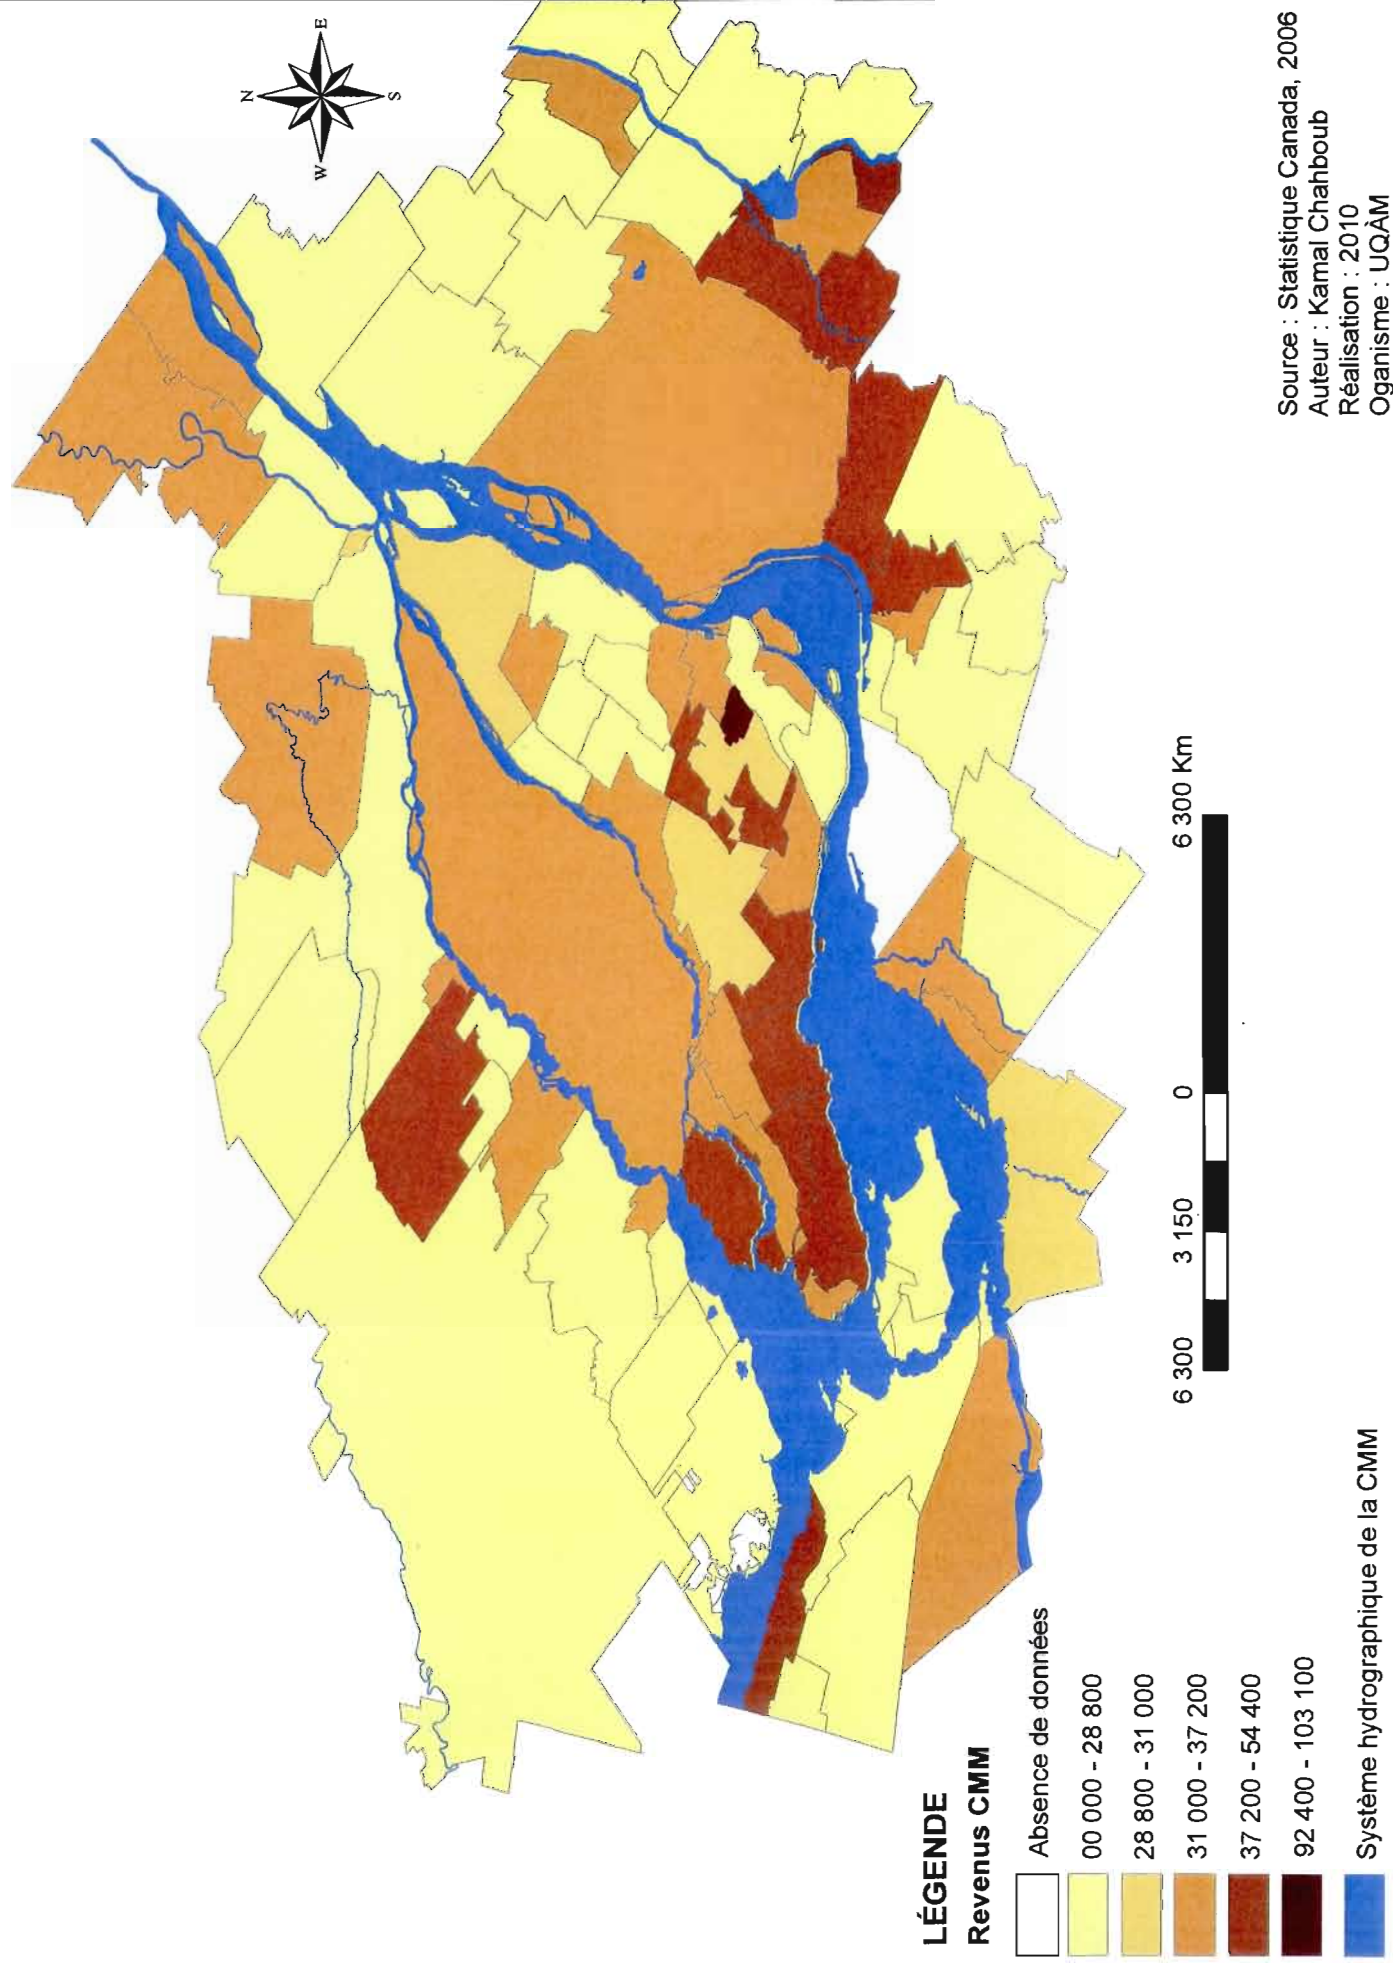 N
E
S
W
LÉGENDE
Revenus CMM
Absence de données
00 000 - 28 800
28 800 - 31 000
31 000 - 37 200
37 200 - 54 400
92 400 - 103 100
Système hydrographique de la CMM
6 300
3 150
0
6 300 Km
Source : Statistique Canada, 2006
Auteur : Kamal Chahboub
Réalisation : 2010
Oganisme : UQÀM